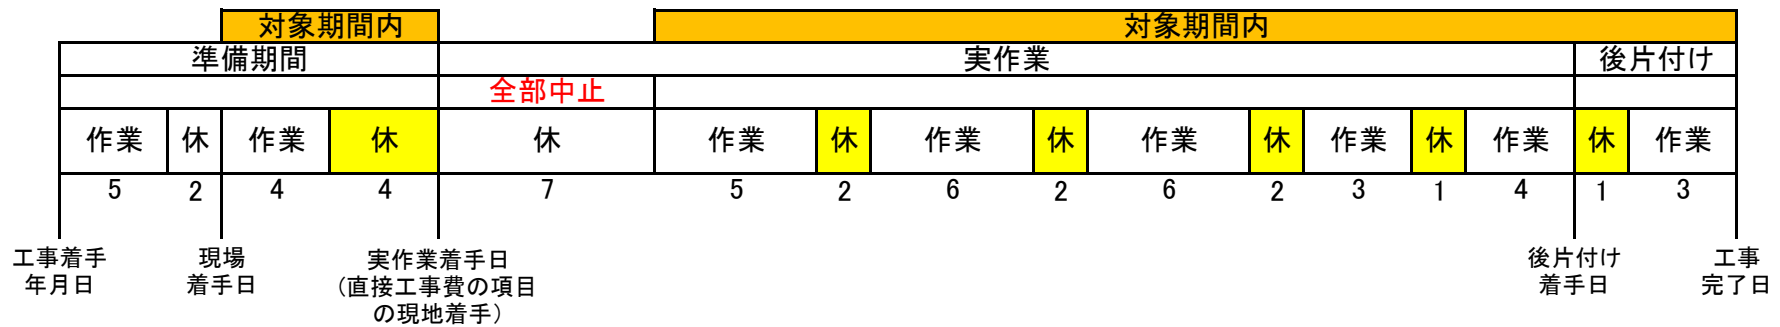 対象期間内 対象期間内
準備期間 実作業 後片付け
全部中止
作業 休 作業 休 休 作業 休 作業 休 作業 休 作業 休 作業 休 作業
5 2 4 4 7 5 2 6 2 6 2 3 1 4 1 3
工事着手
年月日
現場
着手日
実作業着手日
(直接工事費の項目
の現地着手)
後片付け
着手日
工事
完了日